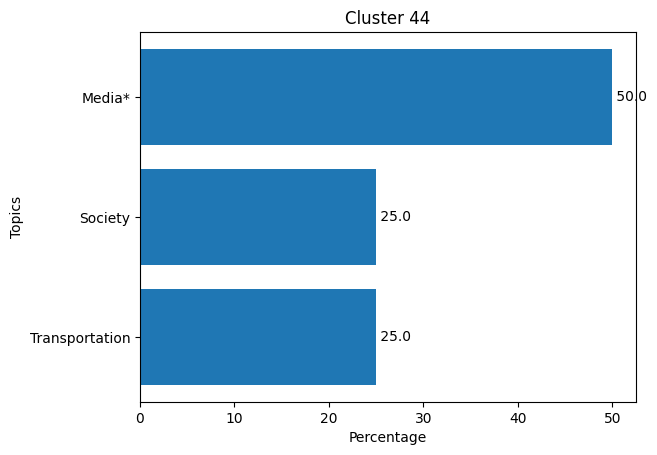 Cluster 44
Topics
Media*
50.0
Society
25.0
Transportation
25.0
0 10 20 30 40 50
Percentage